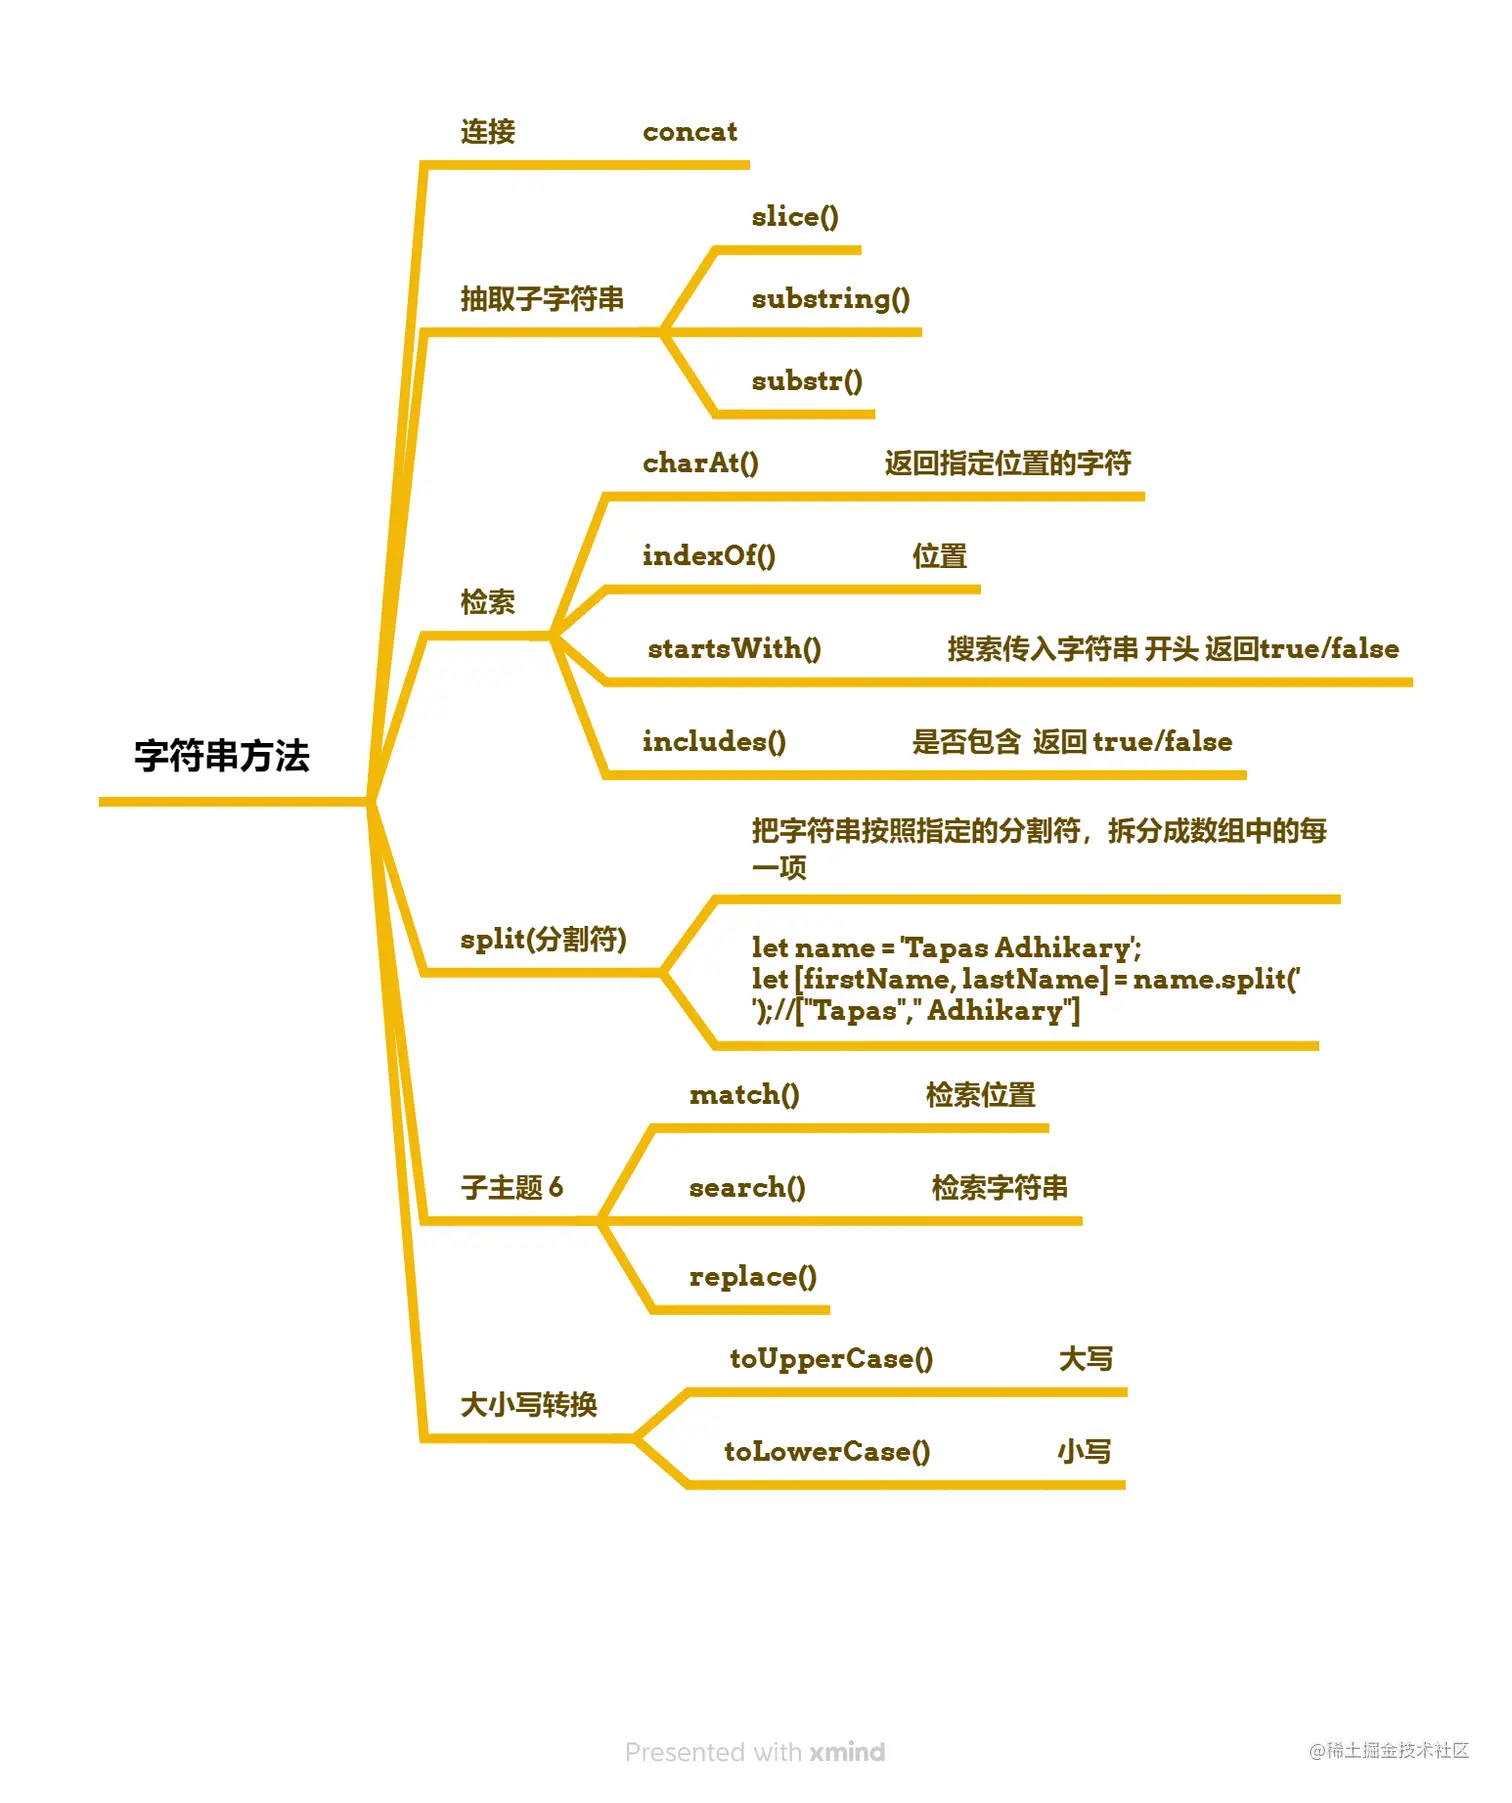 连接 concat
slice()
抽取子字符串 substring()
substr()
charAt() 返回指定位置的字符
indexOf() 位置
检索
startsWith() 搜索传入字符串 开头 返回true/false
includes() 是否包含 返回 true/false
字符串方法
把字符串按照指定的分割符，拆分成数组中的每
一项
split(分割符)
let name = 'Tapas Adhikary';
let [firstName, lastName] = name.split('
');//["Tapas"," Adhikary"]
match() 检索位置
子主题 6 search() 检索字符串
replace()
toUpperCase() 大写
大小写转换
toLowerCase() 小写
Presented with xmind
@稀土掘金技术社区